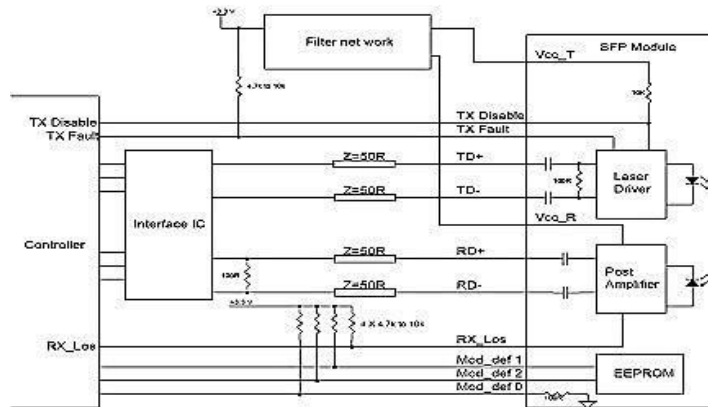 +3.3V
Filter net work
SFP Module
Vcc_T
4.7k to 10k
10K
TX Disable
TX Disable
TX Fault
TX Fault
Z=50R
TD+
Z=50R
TD-
100R
Laser
Driver
Interface IC
Vcc_R
Controller
Z=50R
RD+
100R
Z=50R
RD-
Post
Amplifier
+3.3V
4 X 4.7k to 10k
RX_Los
RX_Los
Mod_def 1
Mod_def 2
Mod_def 0
EEPROM